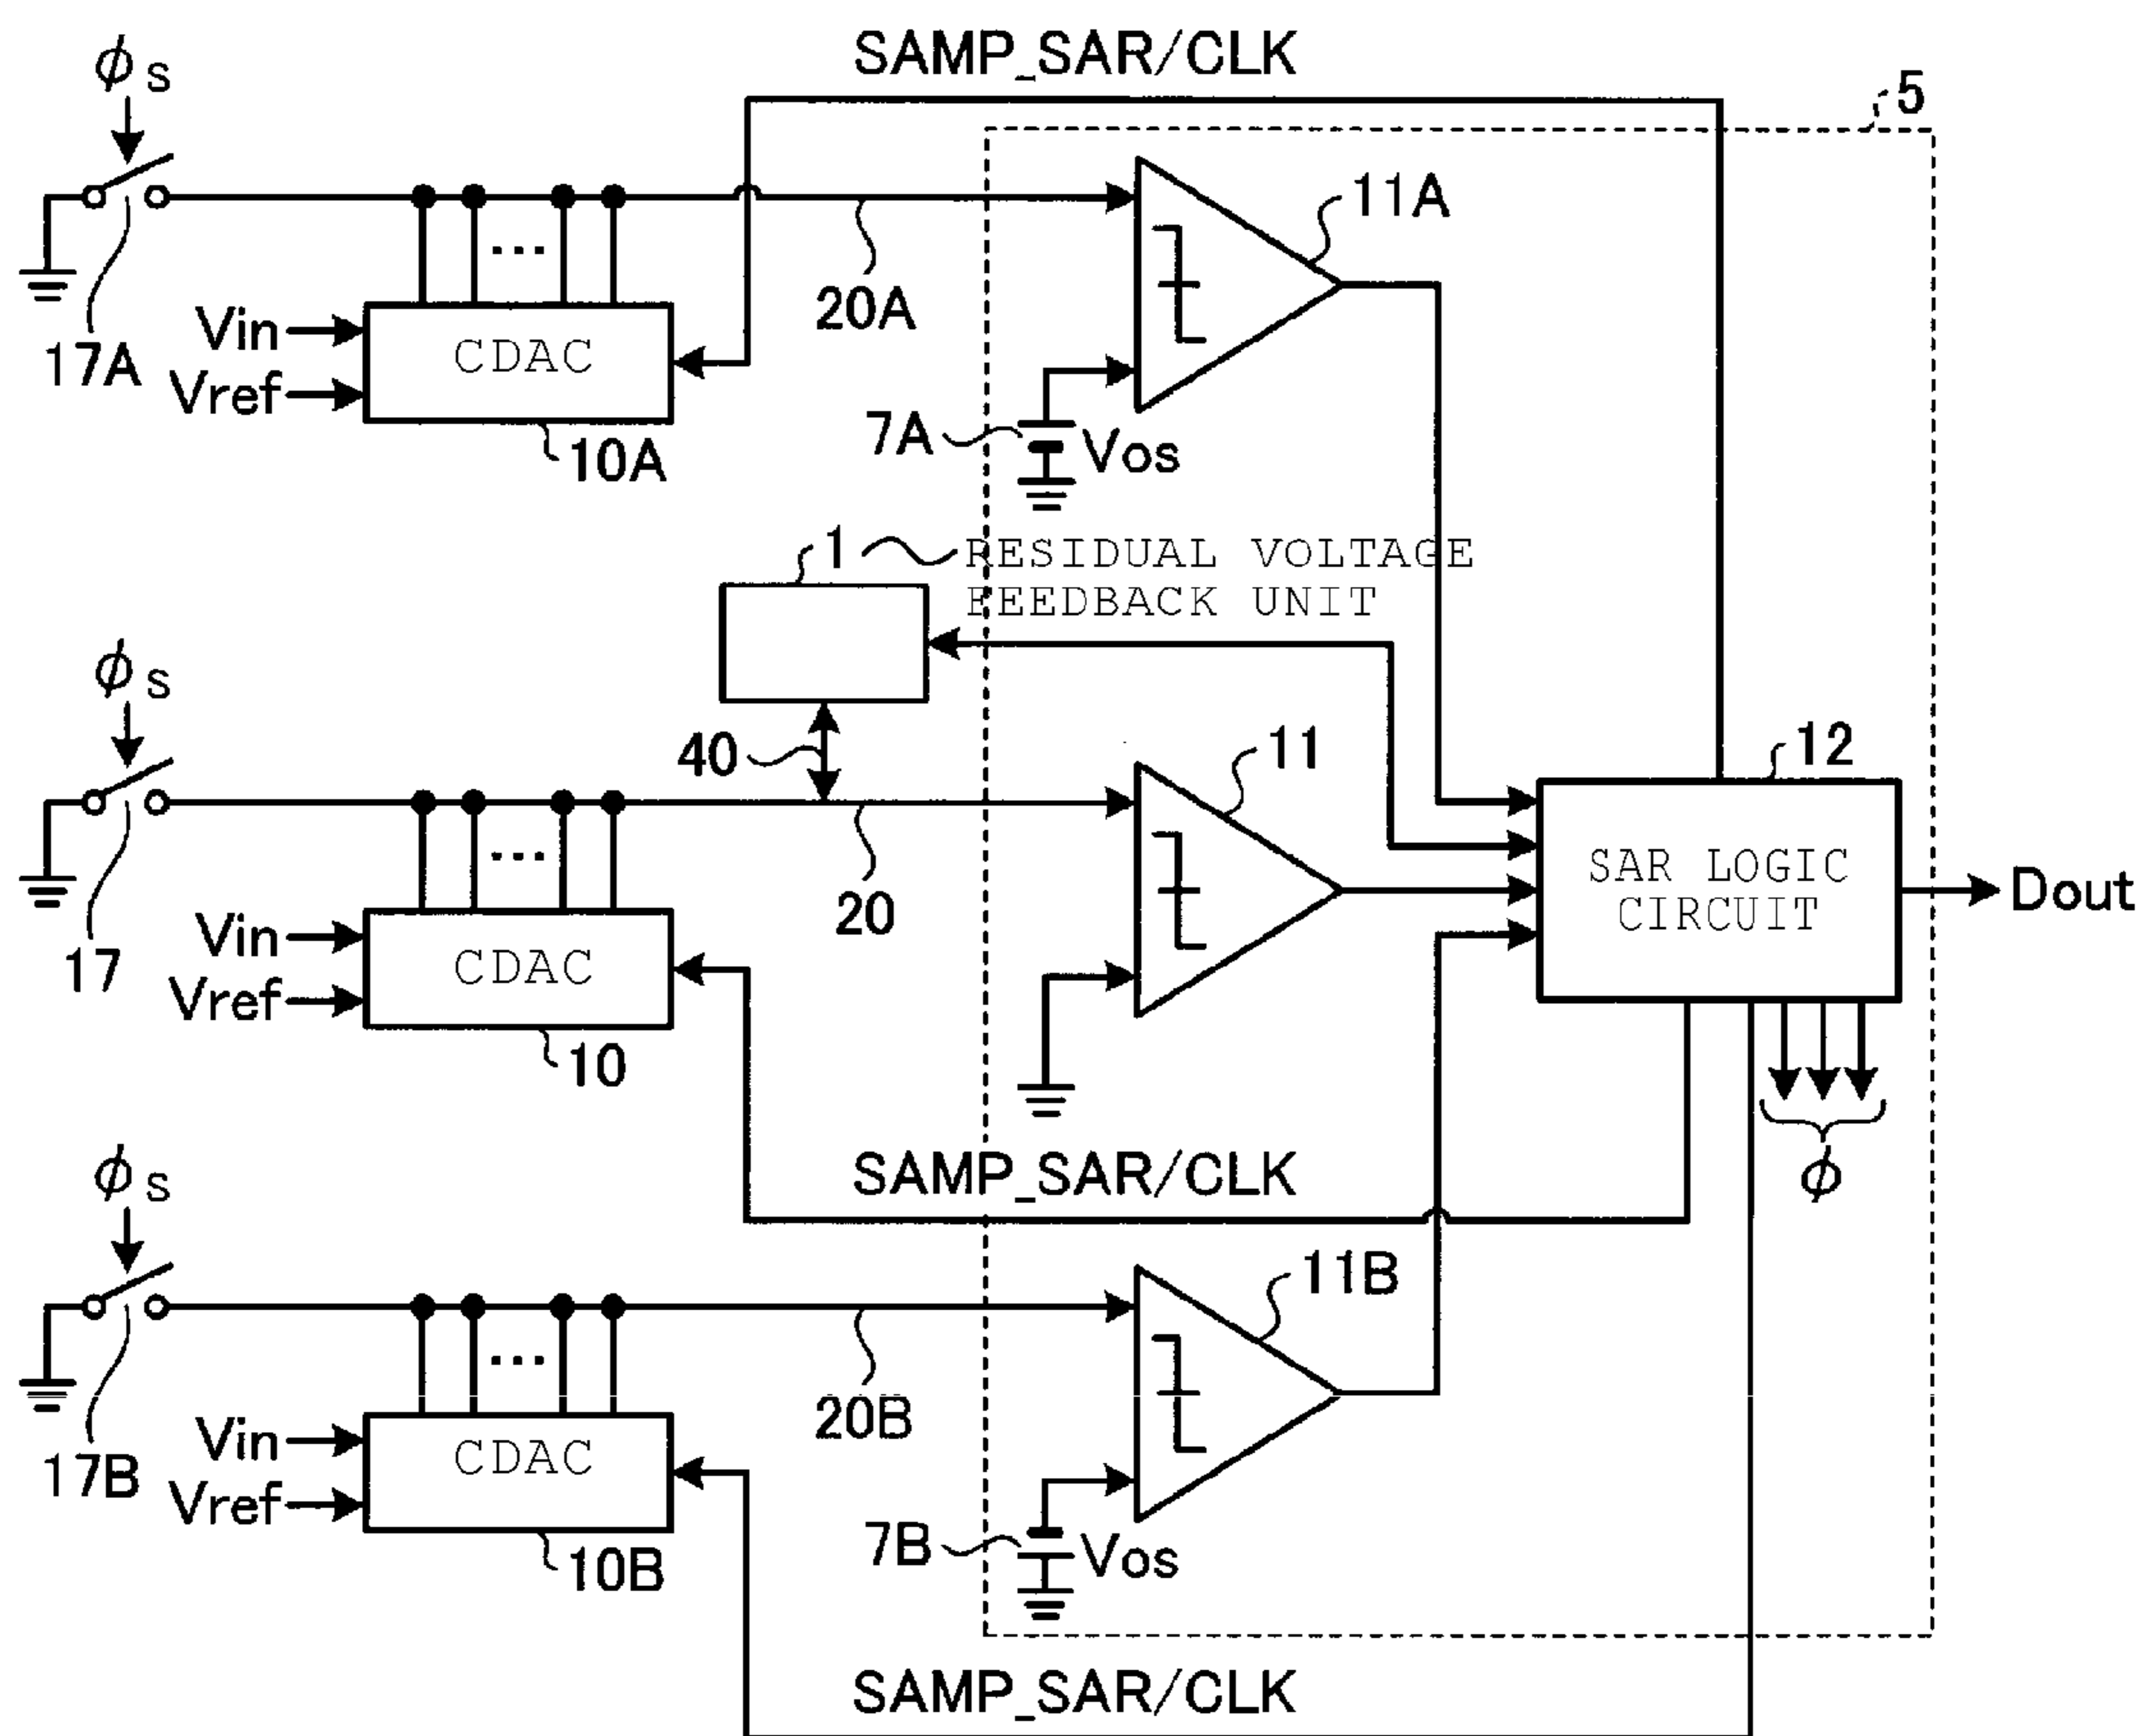 SAMP_SAR/CLK
ϕS
5
11A
20A
Vin
CDAC
17A
Vref
7A
Vos
10A
1
RESIDUAL VOLTAGE
FEEDBACK UNIT
ϕS
40
11
12
SAR LOGIC
CIRCUIT
Dout
20
Vin
CDAC
17
Vref
10
ϕS
SAMP_SAR/CLK
ϕ
11B
20B
Vin
CDAC
17B
Vref
7B
Vos
10B
SAMP_SAR/CLK